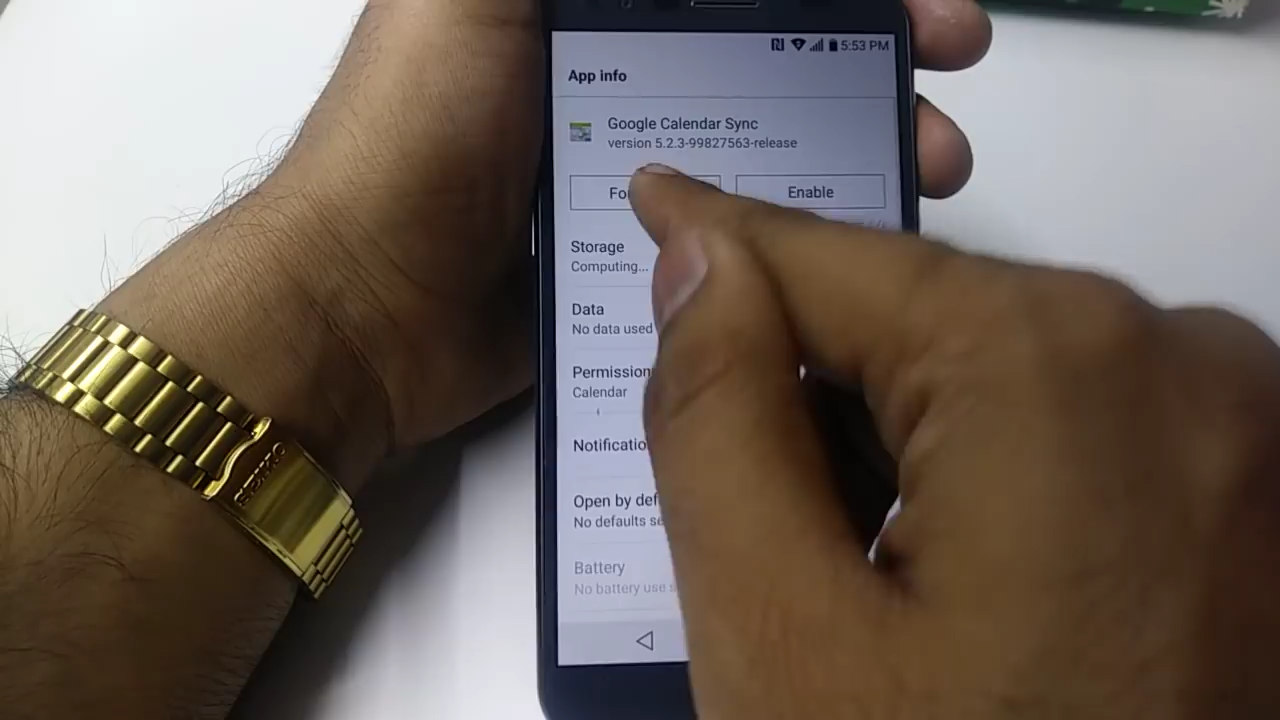 5:53 PM
App info
Google Calendar Sync
version 5.2.3-99827563-release
Fo
Enable
Storage
Computing...
Data
No data used
Permission
Calendar
Notificatio
Open by def
No defaults se
Battery
No battery use s
SEIKO